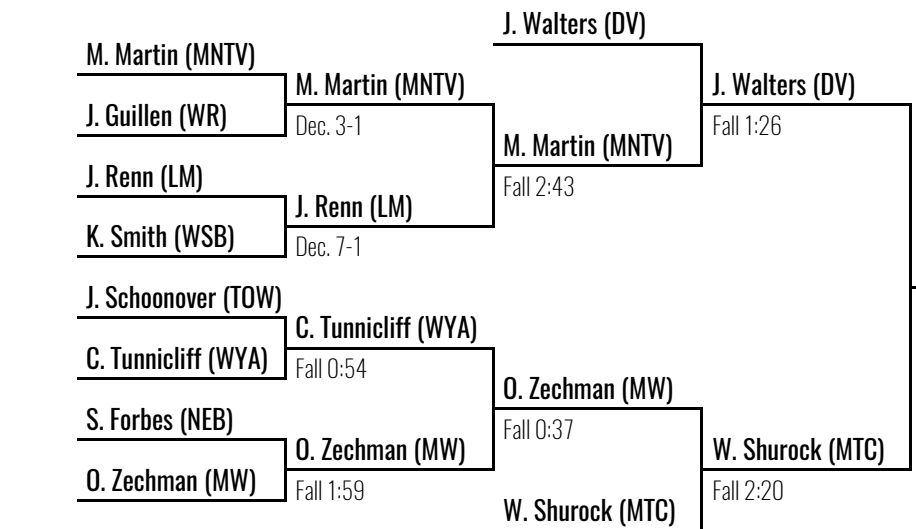 J. Walters (DV)
M. Martin (MNTV)
M. Martin (MNTV)
J. Walters (DV)
J. Guillen (WR)
Dec. 3-1
Fall 1:26
M. Martin (MNTV)
J. Renn (LM)
Fall 2:43
J. Renn (LM)
K. Smith (WSB)
Dec. 7-1
J. Schoonover (TOW)
C. Tunnicliff (WYA)
C. Tunnicliff (WYA)
Fall 0:54
O. Zechman (MW)
S. Forbes (NEB)
Fall 0:37
O. Zechman (MW)
W. Shurock (MTC)
O. Zechman (MW)
Fall 1:59
Fall 2:20
W. Shurock (MTC)